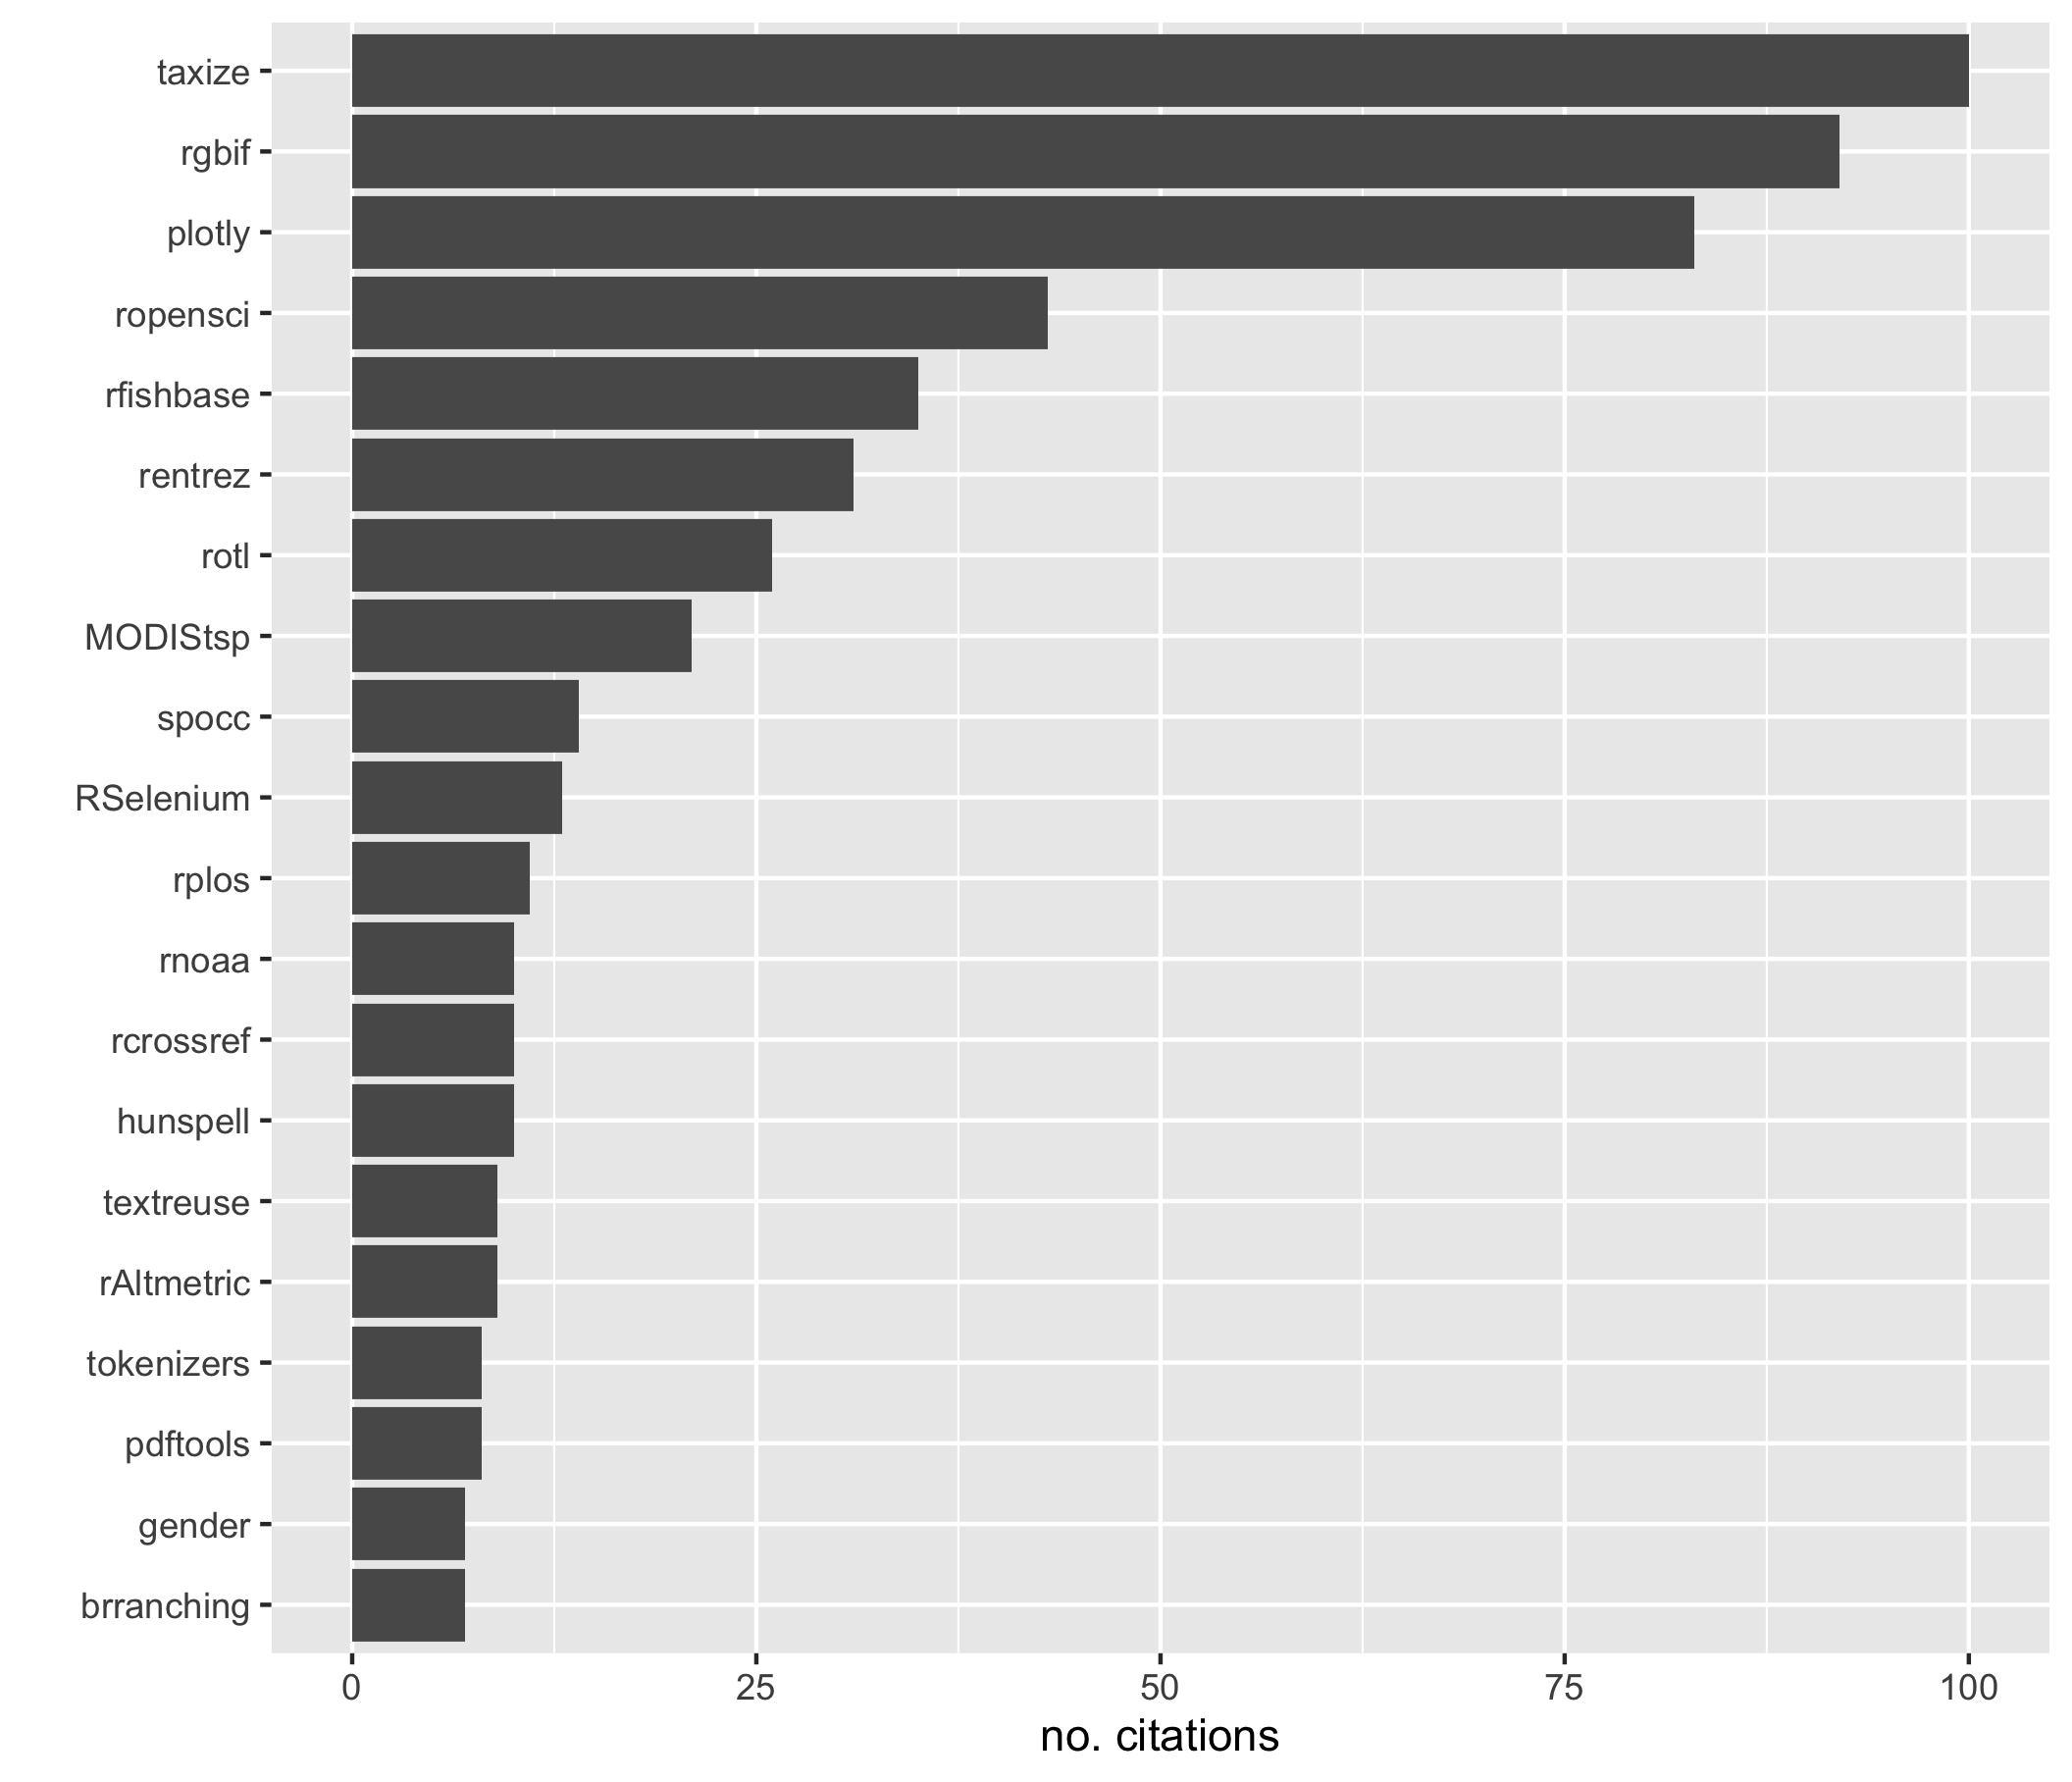 taxize
rgbif
plotly
ropensci
rfishbase
rentrez
rotl
MODIStsp
spocc
RSelenium
rplos
rnoaa
rcrossref
hunspell
textreuse
rAltmetric
tokenizers
pdftools
gender
brranching
0 25 50 75 100
no. citations